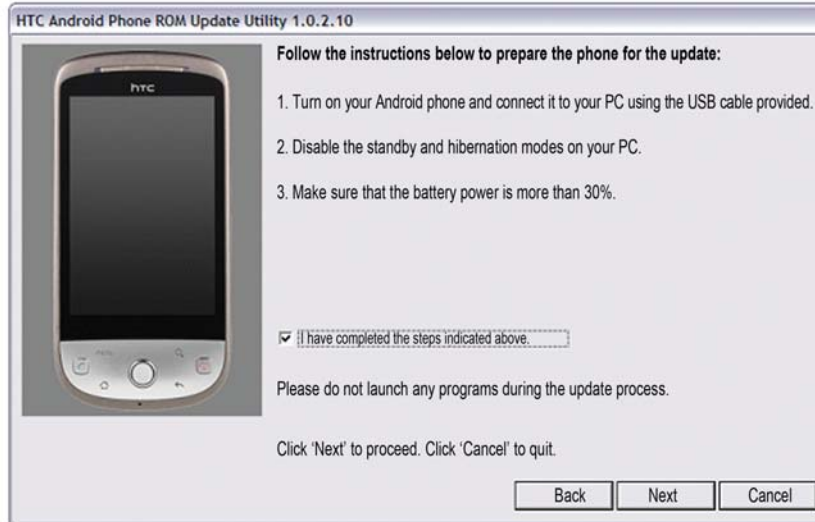 HTC Android Phone ROM Update Utility 1.0.2.10
hTC
Follow the instructions below to prepare the phone for the update:
1. Turn on your Android phone and connect it to your PC using the USB cable provided.
2. Disable the standby and hibernation modes on your PC.
3. Make sure that the battery power is more than 30%.
I have completed the steps indicated above.
Please do not launch any programs during the update process.
Click ‘Next’ to proceed. Click ‘Cancel’ to quit.
Back Next Cancel